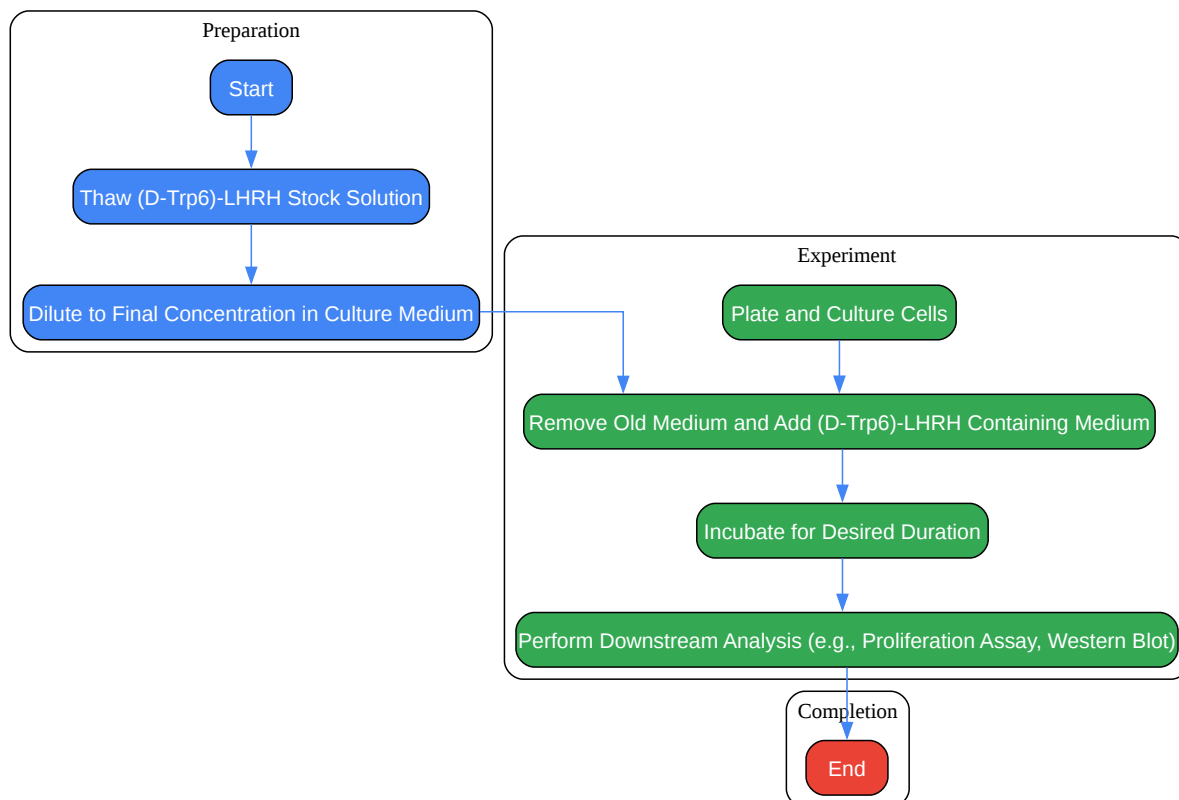 Preparation
Start
Thaw (D-Trp6)-LHRH Stock Solution
Dilute to Final Concentration in Culture Medium
Experiment
Plate and Culture Cells
Remove Old Medium and Add (D-Trp6)-LHRH Containing Medium
Incubate for Desired Duration
Perform Downstream Analysis (e.g., Proliferation Assay, Western Blot)
Completion
End